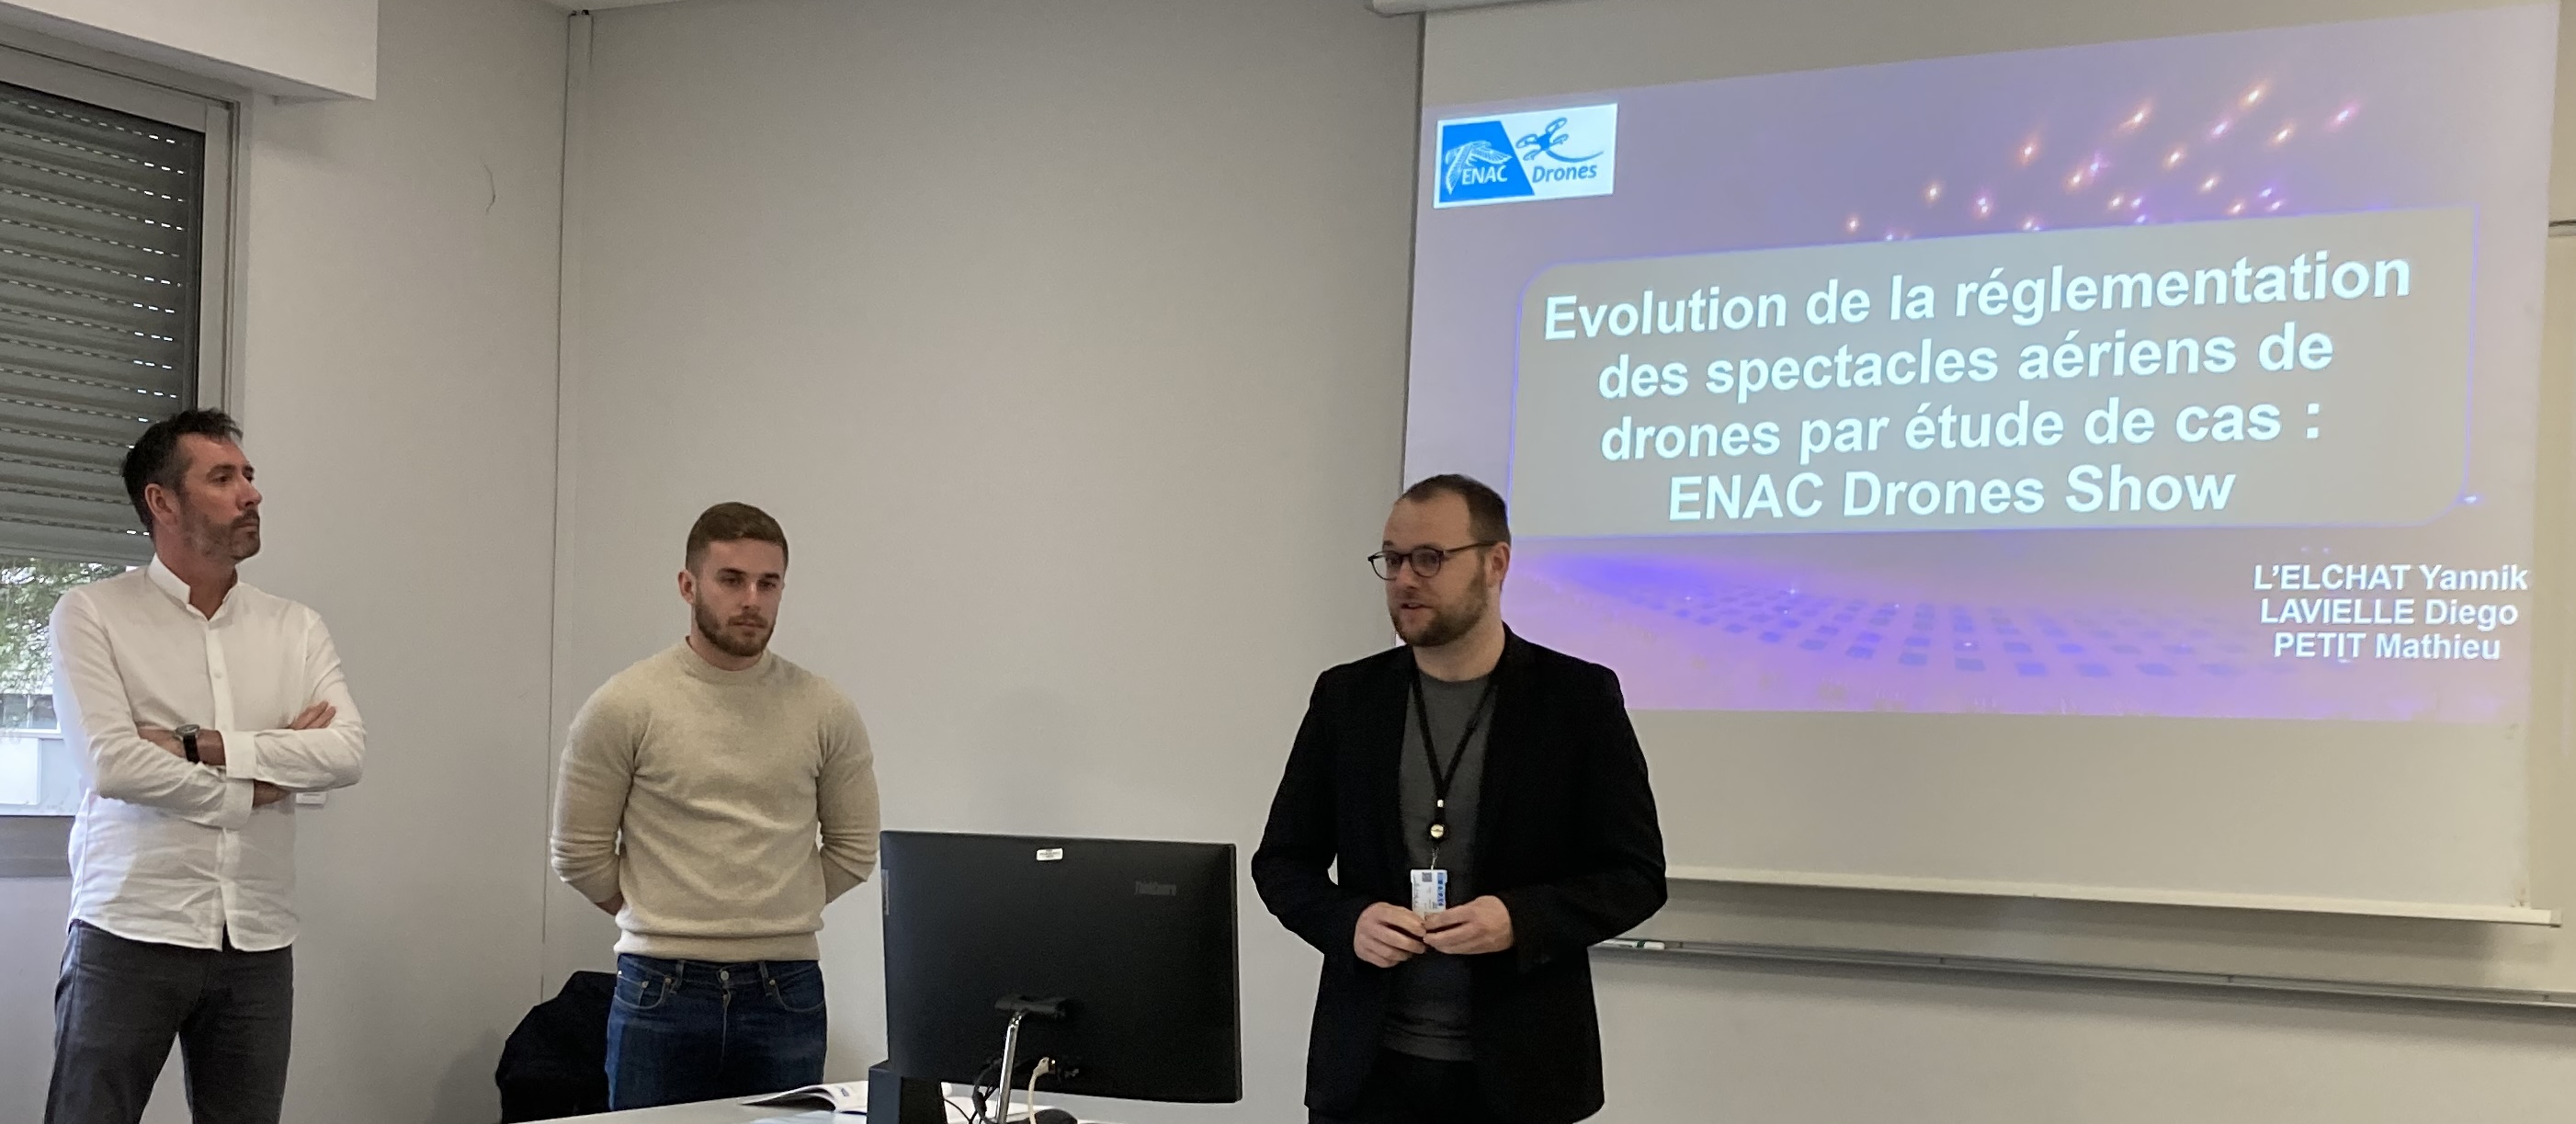 ENAC
Drones
Evolution de la réglementation
des spectacles aériens de
drones par étude de cas :
ENAC Drones Show
L'ELCHAT Yannik
LAVIELLE Diego
PETIT Mathieu